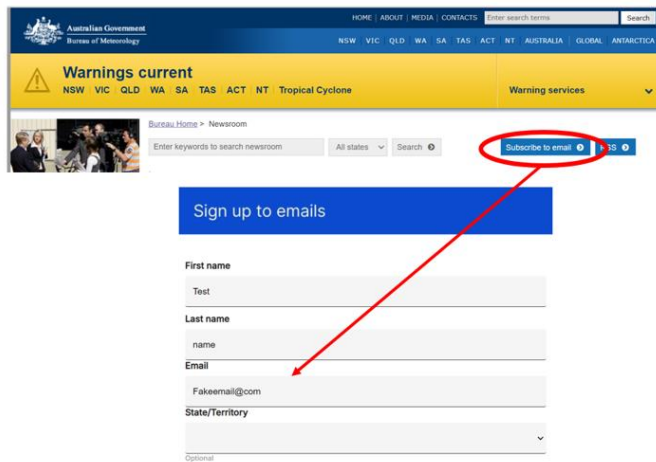 HOME | ABOUT | MEDIA | CONTACTS Enter search terms Search
Australian Government
Bureau of Meteorology
NSW VIC QLD WA SA TAS ACT NT AUSTRALIA GLOBAL ANTARCTICA
Warnings current
NSW VIC QLD WA SA TAS ACT NT Tropical Cyclone
Warning services
Bureau Home > Newsroom
Enter keywords to search newsroom All states Search Subscribe to email RSS
Sign up to emails
First name
Test
Last name
name
Email
Fakeemail@com
State/Territory
Optional